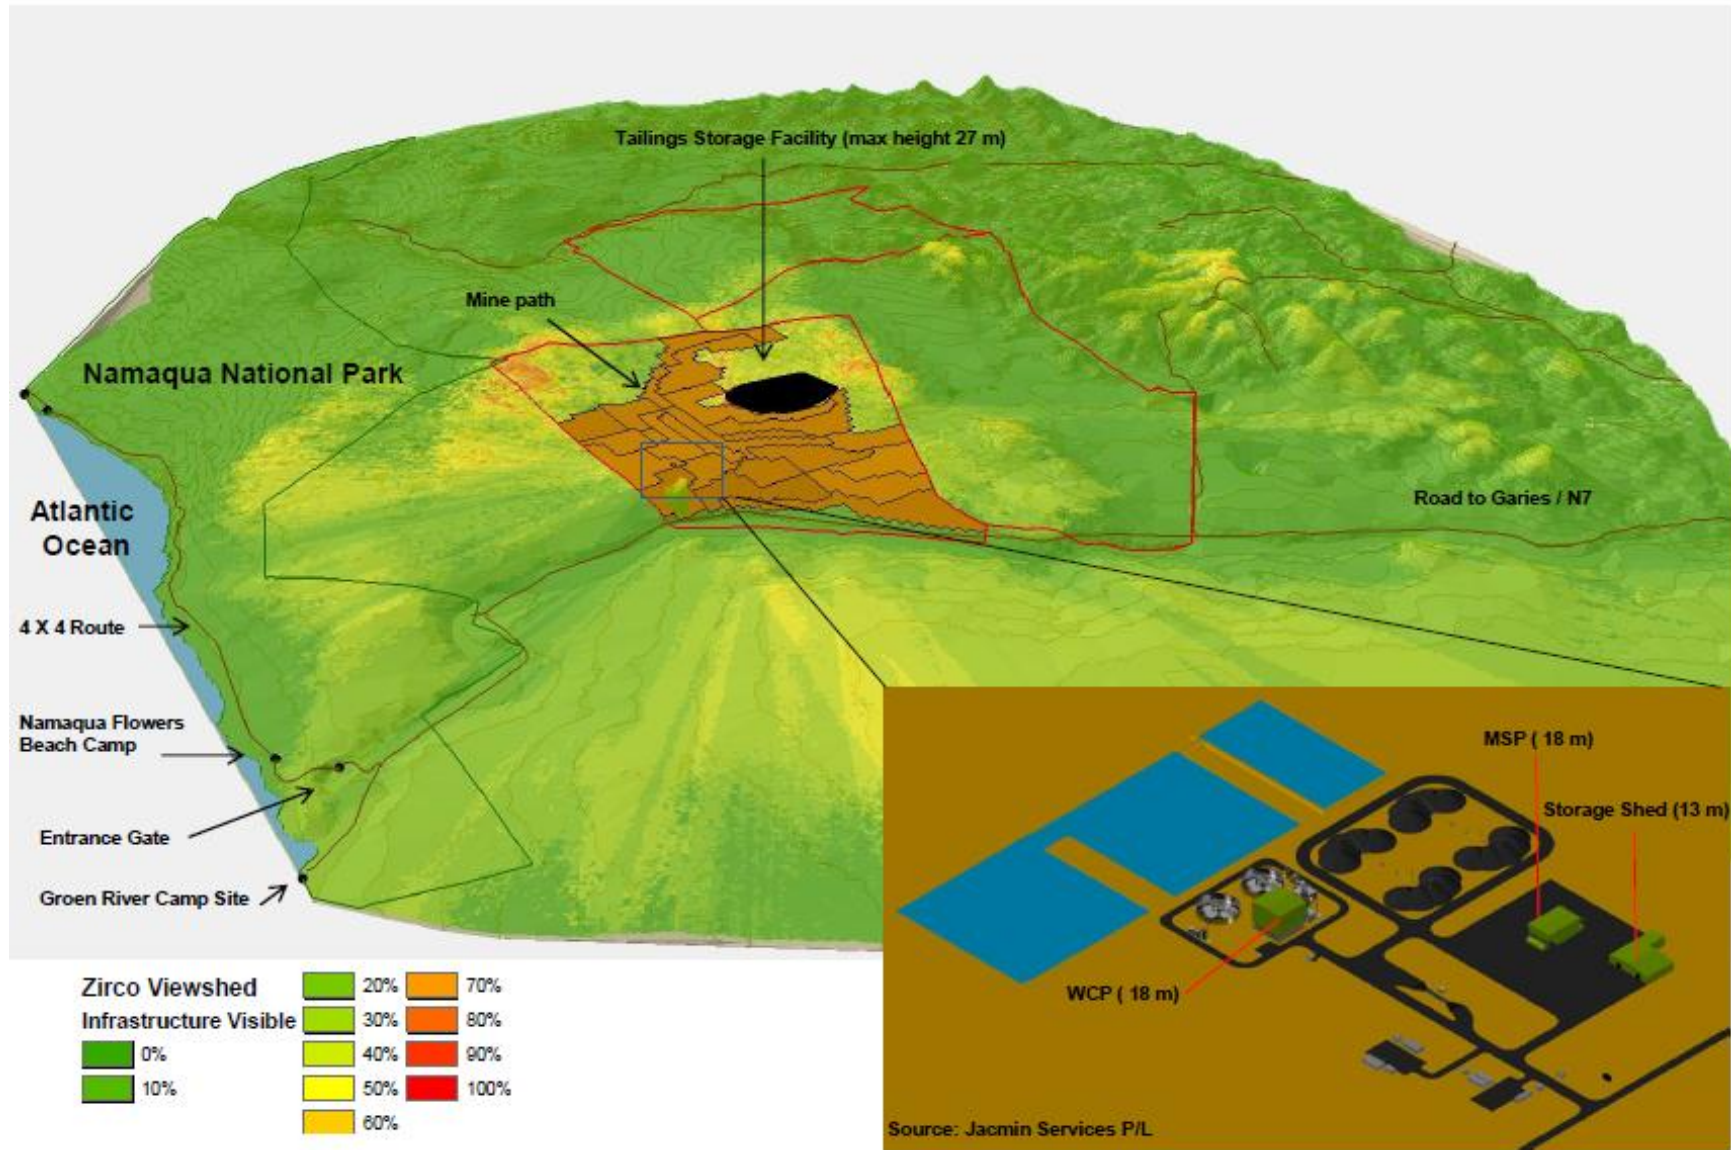 Tailings Storage Facility (max height 27 m)
Mine path
Namaqua National Park
Atlantic
Ocean
Road to Garies / N7
4 X 4 Route
Namaqua Flowers
Beach Camp
Entrance Gate
Groen River Camp Site
MSP ( 18 m)
Storage Shed (13 m)
WCP ( 18 m)
Source: Jacmin Services P/L
Zirco Viewshed
Infrastructure Visible
0%
10%
20%
30%
40%
50%
60%
70%
80%
90%
100%